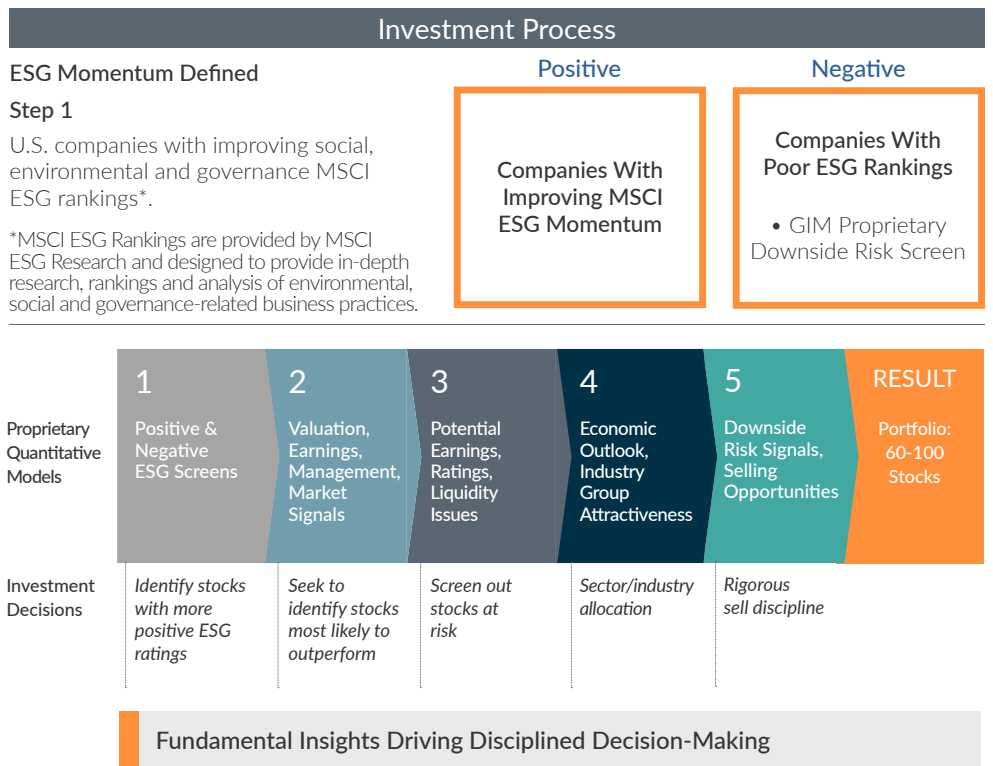 Investment Process
ESG Momentum Defined
Step 1
U.S. companies with improving social,
environmental and governance MSCI
ESG rankings*.
*MSCI ESG Rankings are provided by MSCI
ESG Research and designed to provide in-depth
research, rankings and analysis of environmental,
social and governance-related business practices.
Positive
Companies With
Improving MSCI
ESG Momentum
Negative
Companies With
Poor ESG Rankings
• GIM Proprietary
Downside Risk Screen
Proprietary
Quantitative
Models
1
Positive &
Negative
ESG Screens
2
Valuation,
Earnings,
Management,
Market
Signals
3
Potential
Earnings,
Ratings,
Liquidity
Issues
4
Economic
Outlook,
Industry
Group
Attractiveness
5
Downside
Risk Signals,
Selling
Opportunities
RESULT
Portfolio:
60-100
Stocks
Investment
Decisions
Identify stocks
with more
positive ESG
ratings
Seek to
identify stocks
most likely to
outperform
Screen out
stocks at
risk
Sector/industry
allocation
Rigorous
sell discipline
Fundamental Insights Driving Disciplined Decision-Making